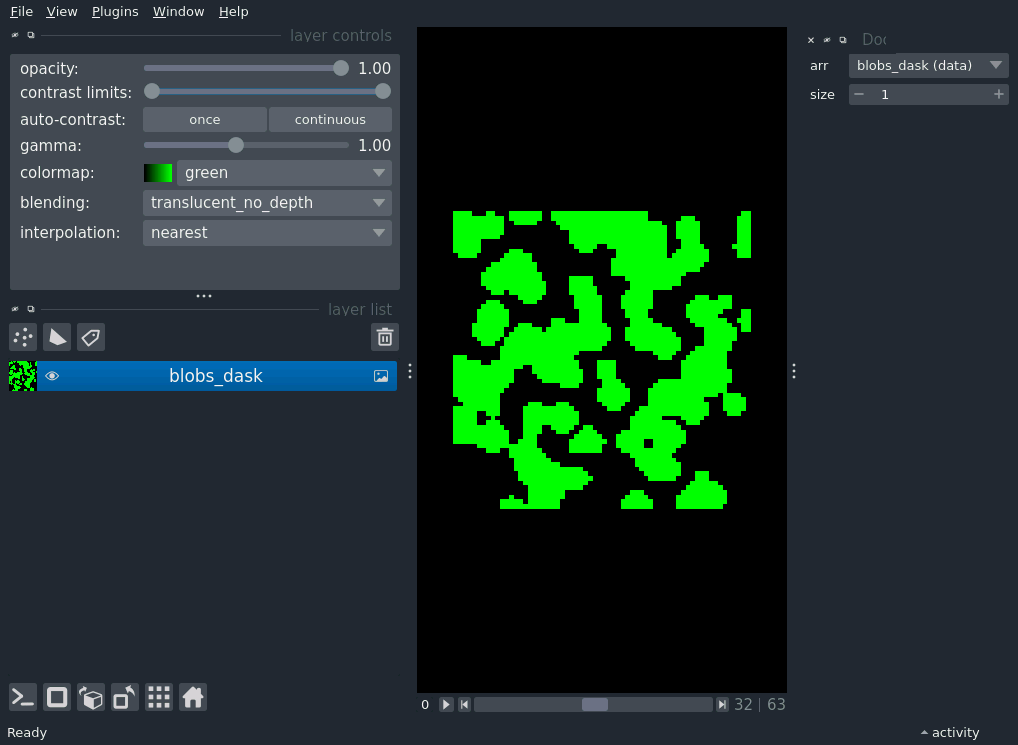 File View Plugins Window Help
layer controls
opacity: 1.00
contrast limits:
auto-contrast: once continuous
gamma: 1.00
colormap: green
blending: translucent_no_depth
interpolation: nearest
layer list
blobs_dask
arr blobs_dask (data)
size 1
0 32 | 63
Ready
activity